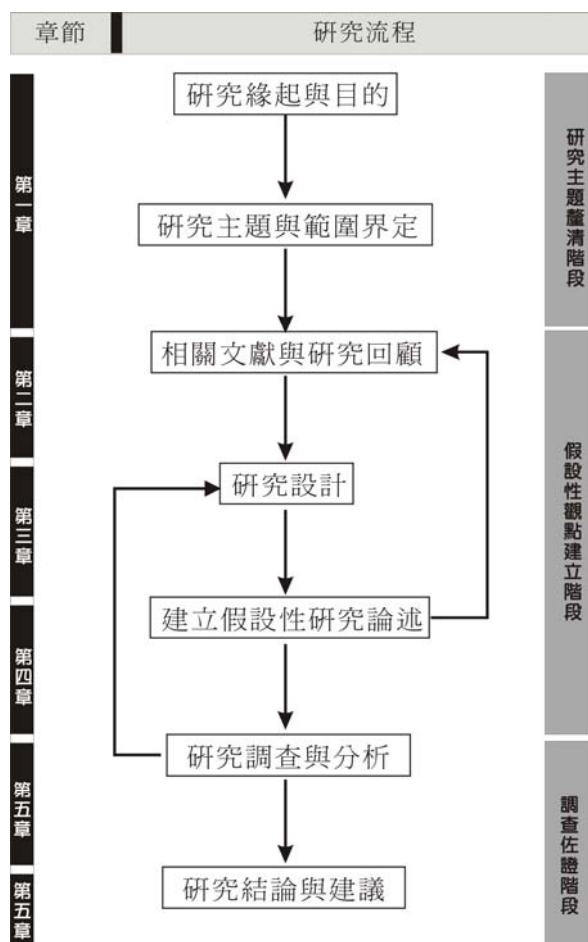 章節
研究流程
研究緣起與目的
研究主題與範圍界定
相關文獻與研究回顧
研究設計
建立假設性研究論述
研究調查與分析
研究結論與建議
第一章
第二章
第三章
第四章
第五章
第五章
研究主題釐清階段
假設性觀點建立階段
調查佐證階段